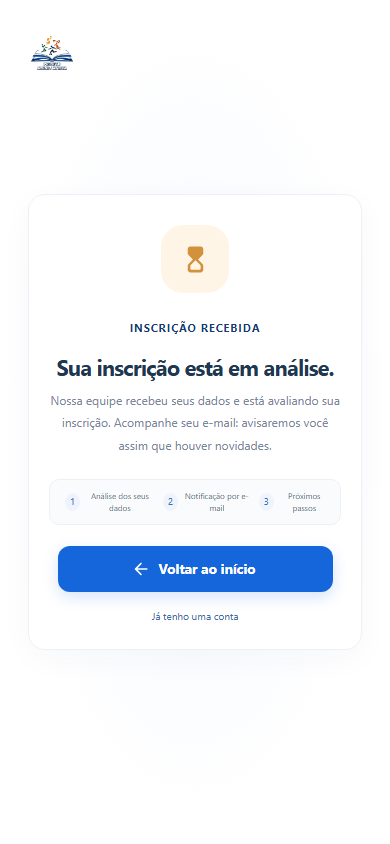 INSCRIÇÃO RECEBIDA
Sua inscrição está em análise.
Nossa equipe recebeu seus dados e está avaliando sua
inscrição. Acompanhe seu e-mail: avisaremos você
assim que houver novidades.
1 Análise dos seus
dados
2 Notificação por e-
mail
3 Próximos
passos
Voltar ao início
Já tenho uma conta